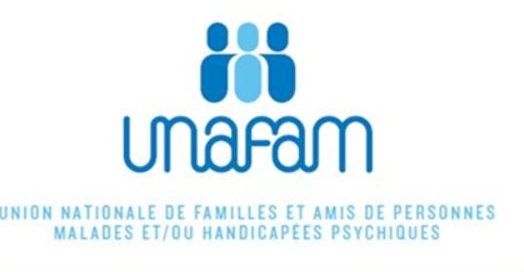 unafam
UNION NATIONALE DE FAMILLES ET AMIS DE PERSONNES
MALADES ET/OU HANDICAPÉES PSYCHIQUES